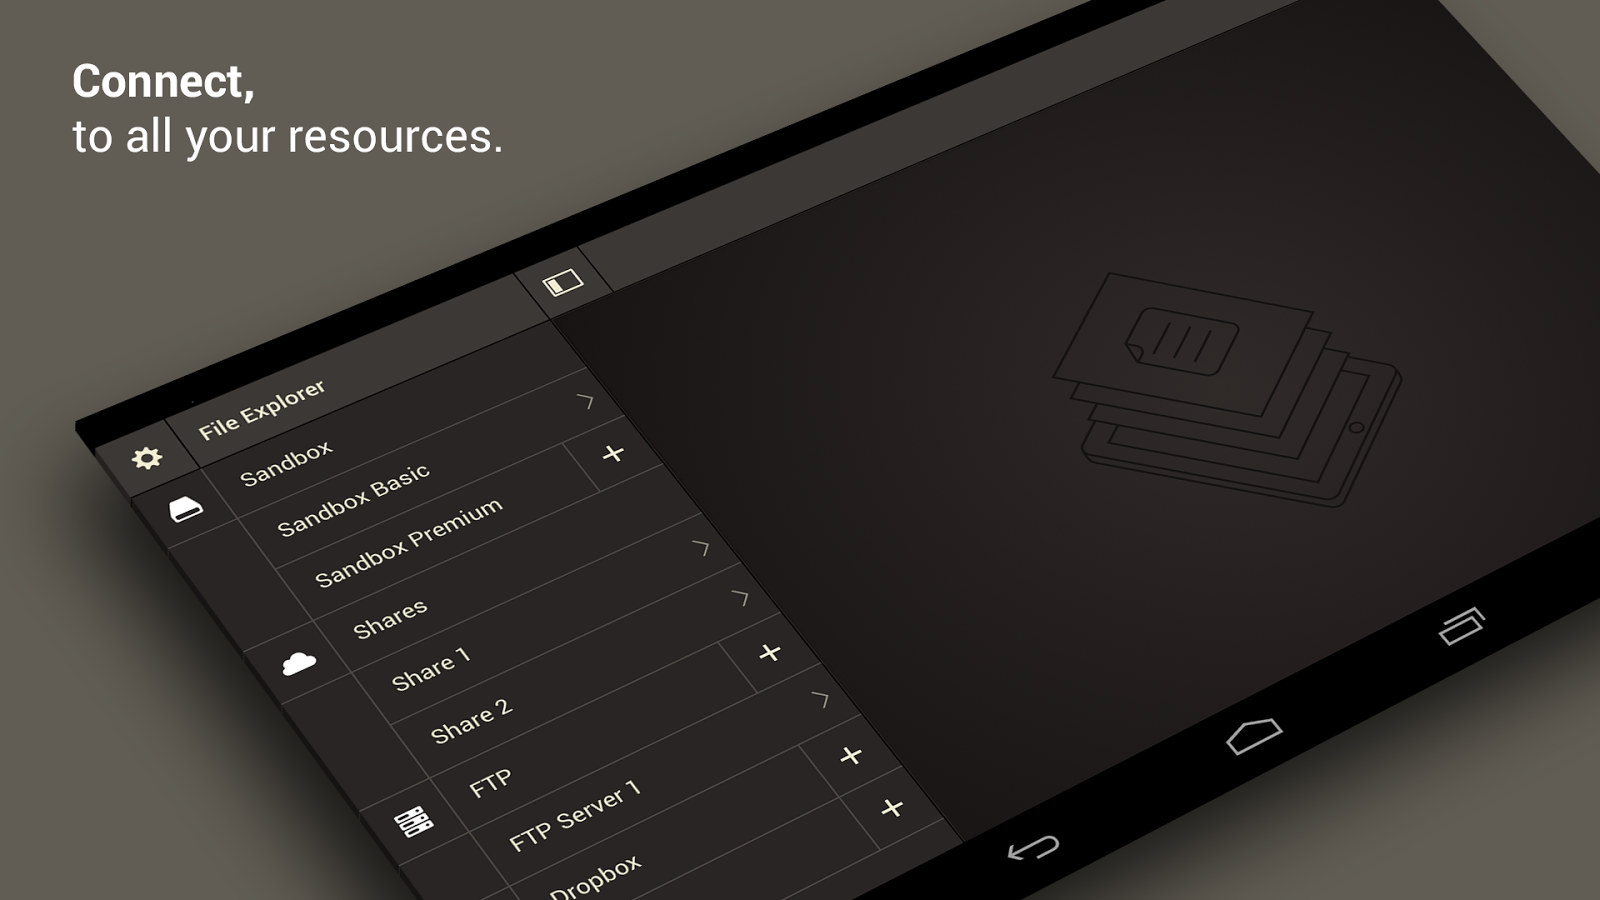 Connect,
to all your resources.
File Explorer
Sandbox
Sandbox Basic
Sandbox Premium
Shares
Share 1
Share 2
FTP
FTP Server 1
Dropbox